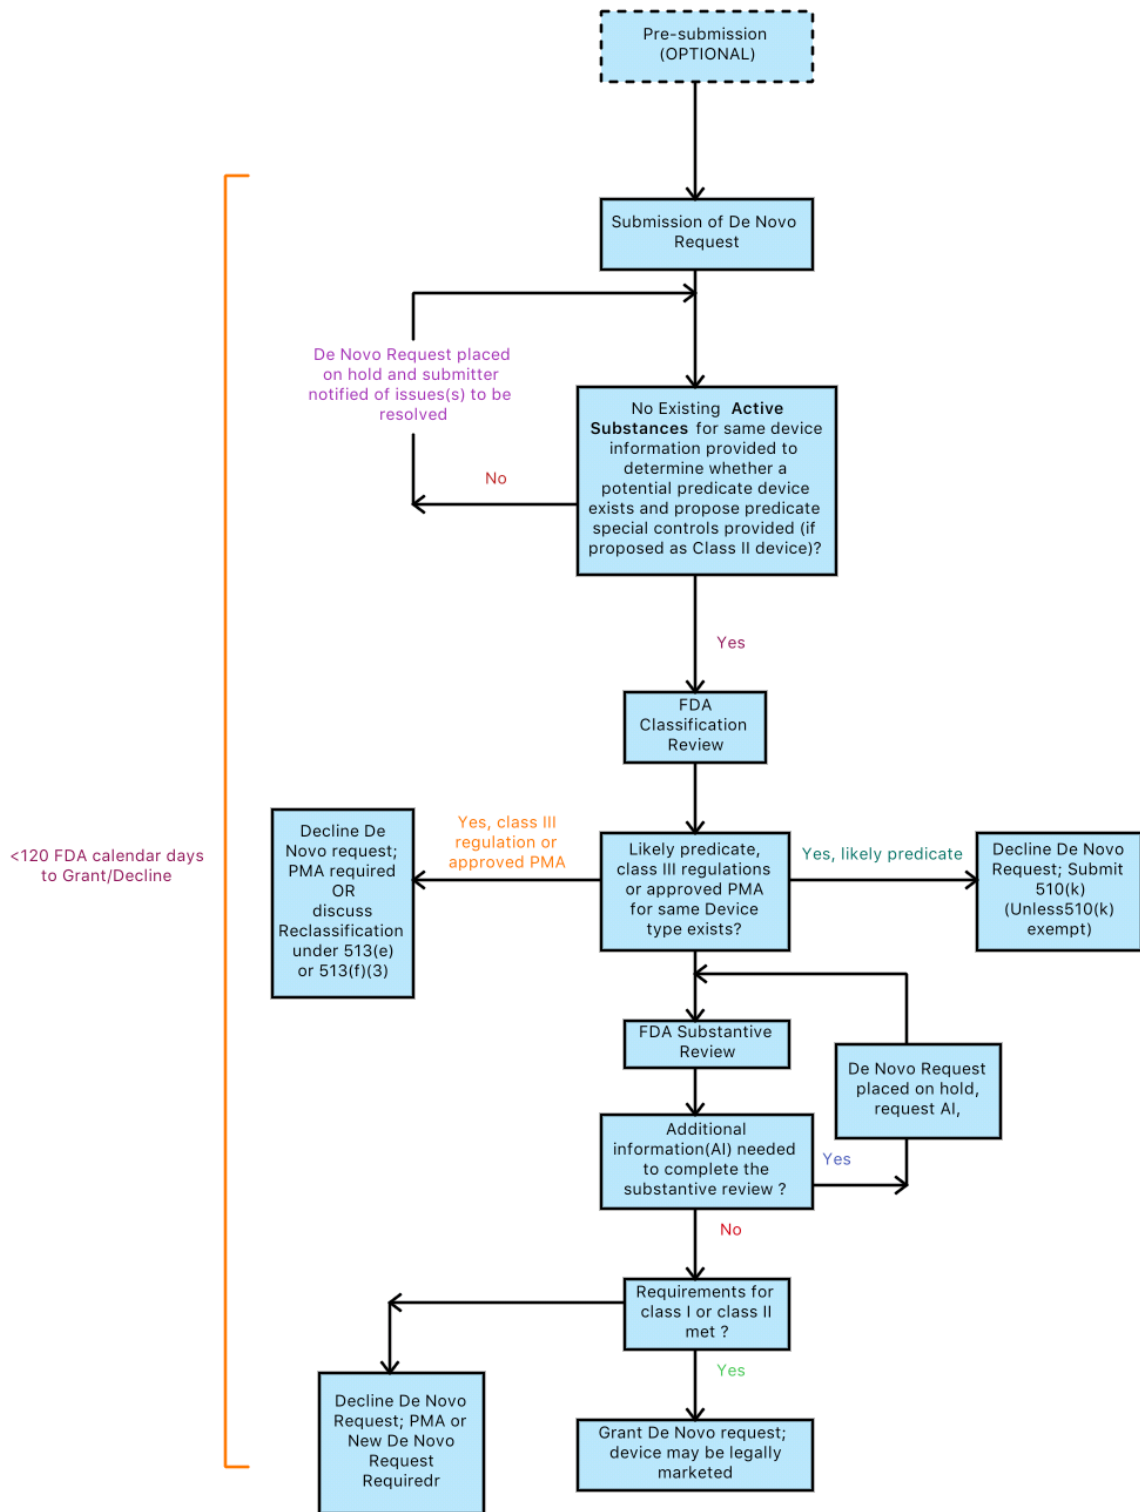 Pre-submission
(OPTIONAL)
Submission of De Novo
Request
De Novo Request placed
on hold and submitter
notified of issues(s) to be
resolved
No Existing Active
Substances for same device
information provided to
determine whether a
potential predicate device
exists and propose predicate
special controls provided (if
proposed as Class II device)?
No
Yes
FDA
Classification
Review
<120 FDA calendar days
to Grant/Decline
Decline De
Novo request;
PMA required
OR
discuss
Reclassification
under 513(e)
or 513(f)(3)
Yes, class III
regulation or
approved PMA
Likely predicate,
class III regulations
or approved PMA
for same Device
type exists?
Yes, likely predicate
Decline De Novo
Request; Submit
510(k)
(Unless510(k)
exempt)
FDA Substantive
Review
De Novo Request
placed on hold,
request AI,
Additional
information(AI) needed
to complete the
substantive review ?
Yes
No
Requirements for
class I or class II
met ?
Yes
Decline De Novo
Request; PMA or
New De Novo
Request
Requiredr
Grant De Novo request;
device may be legally
marketed